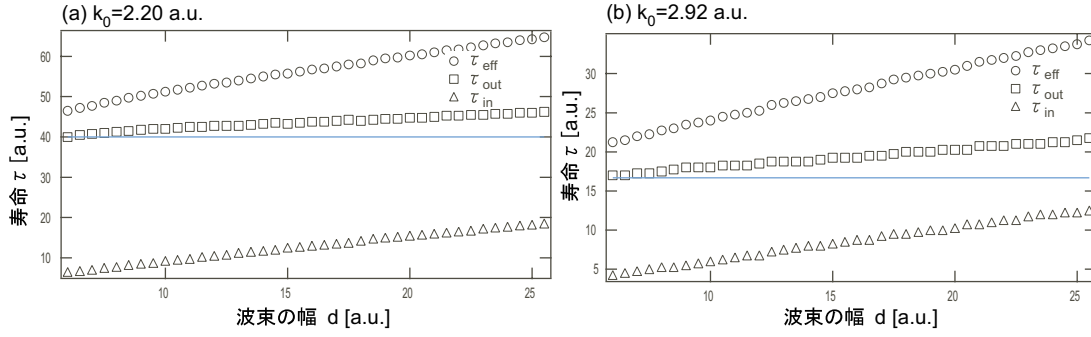 (a) k₀=2.20 a.u.
60
50
40
30
20
10
10 15 20 25
寿命 τ [a.u.]
波束の幅 d [a.u.]
τ eff
τ out
τ in
(b) k₀=2.92 a.u.
30
25
20
15
10
5
10 15 20 25
寿命 τ [a.u.]
波束の幅 d [a.u.]
τ eff
τ out
τ in